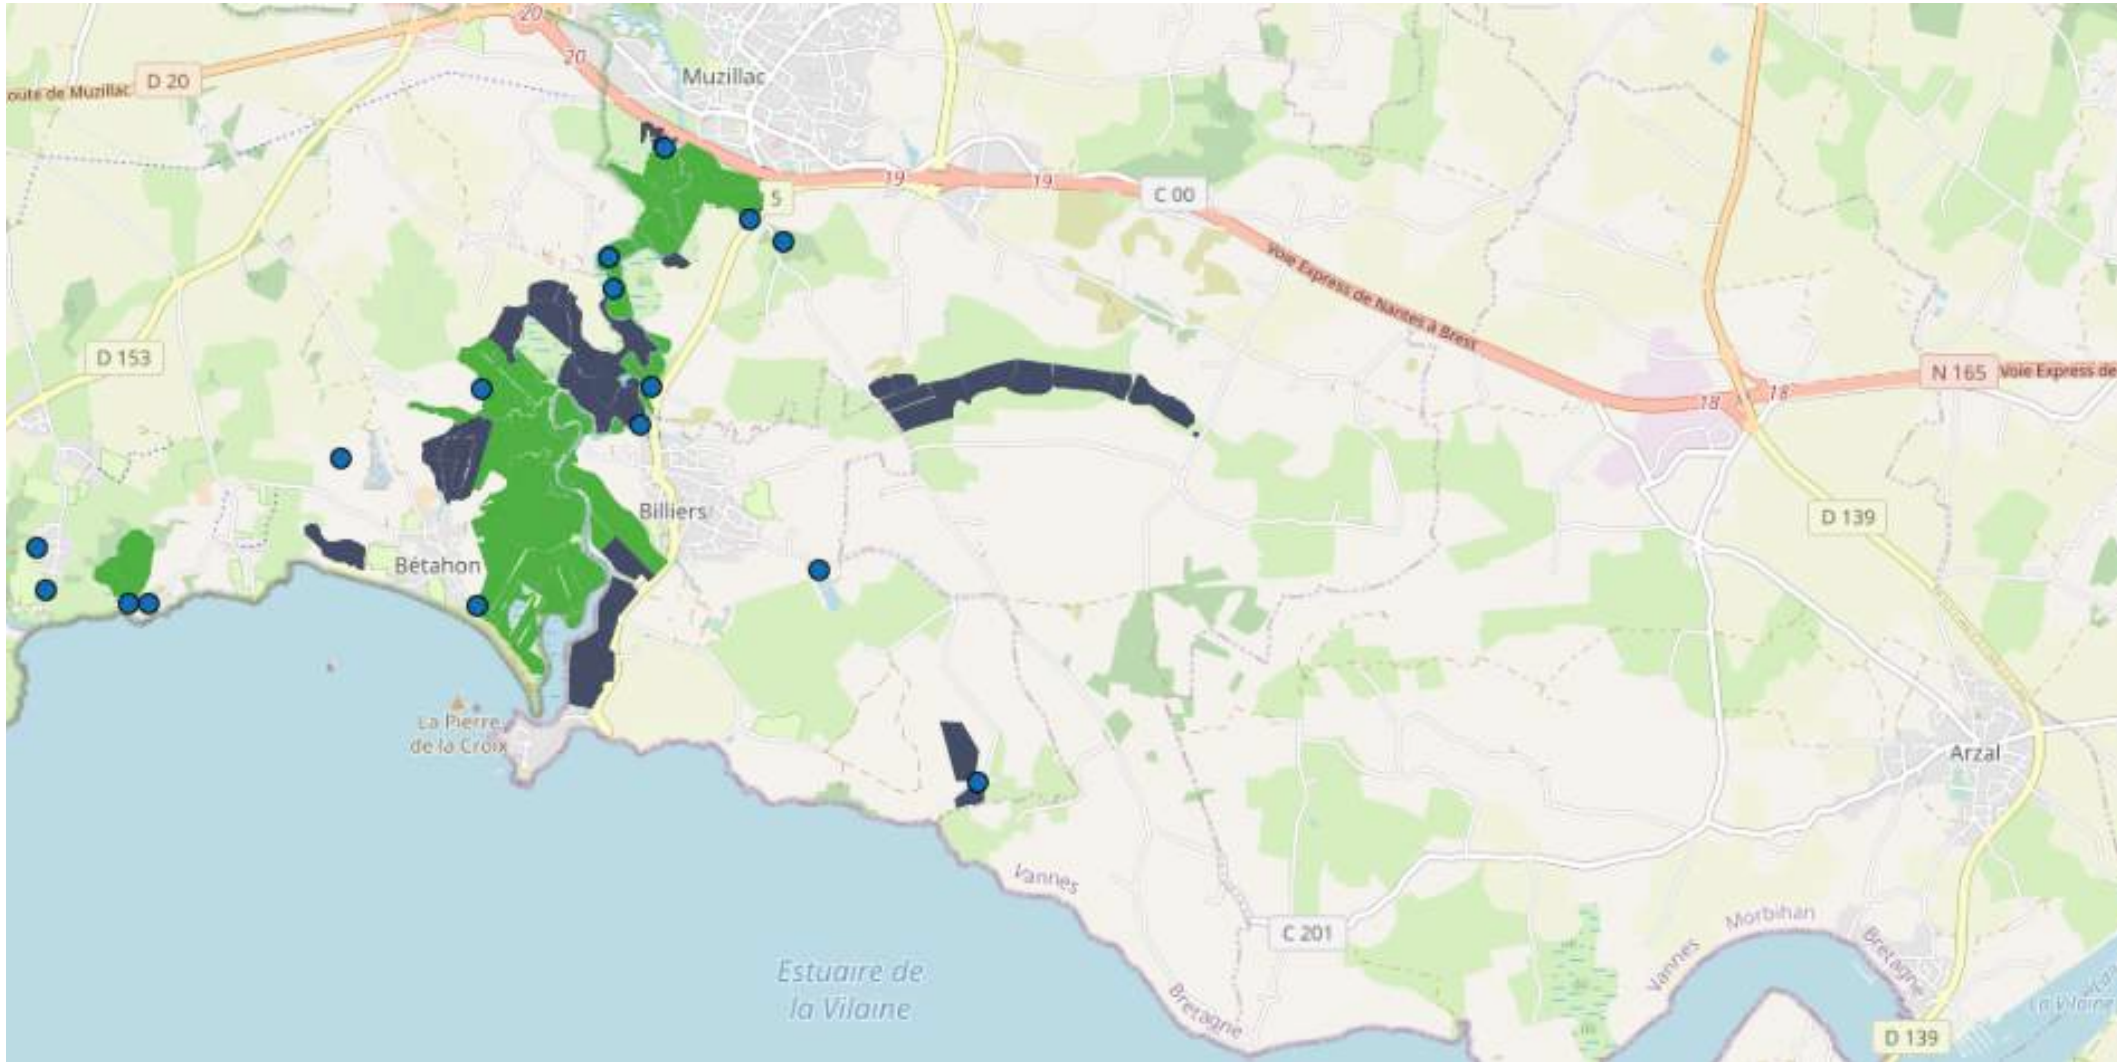 20
20
Muzillac
D 20
oute de Muzillac
5
19
19
C 00
Voie Express de Nantes à Brest
D 153
N 165
Voie Express de
18
18
Billiers
D 139
Bétahon
La Pierre
de la Croix
Arzal
Vannes
Morbihan
C 201
Vannes
Bretagne
Estuaire de
la Vilaine
Bretagne
La Vilaine
D 139